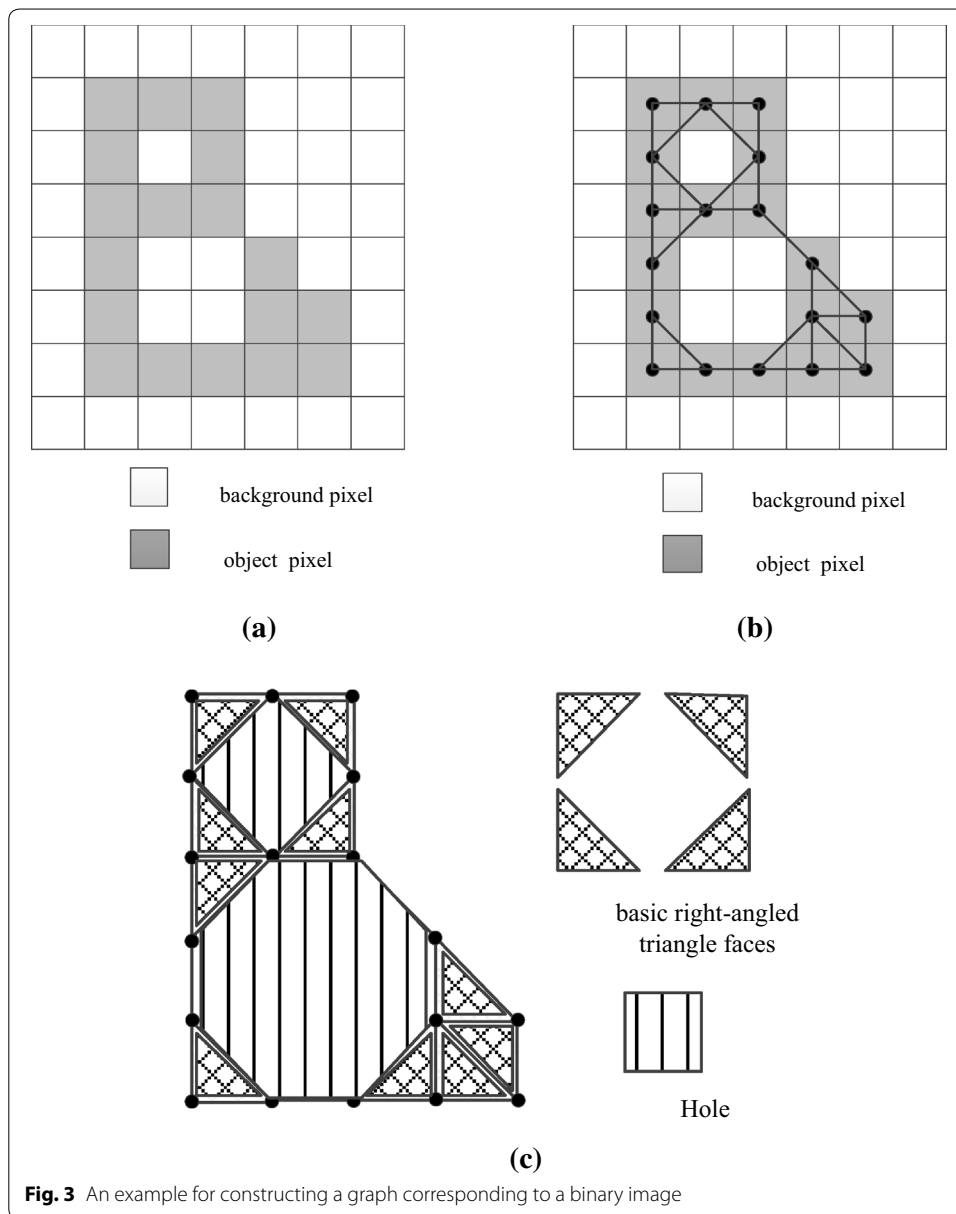 background pixel
object pixel
(a)
background pixel
object pixel
(b)
basic right-angled
triangle faces
Hole
(c)
Fig. 3 An example for constructing a graph corresponding to a binary image